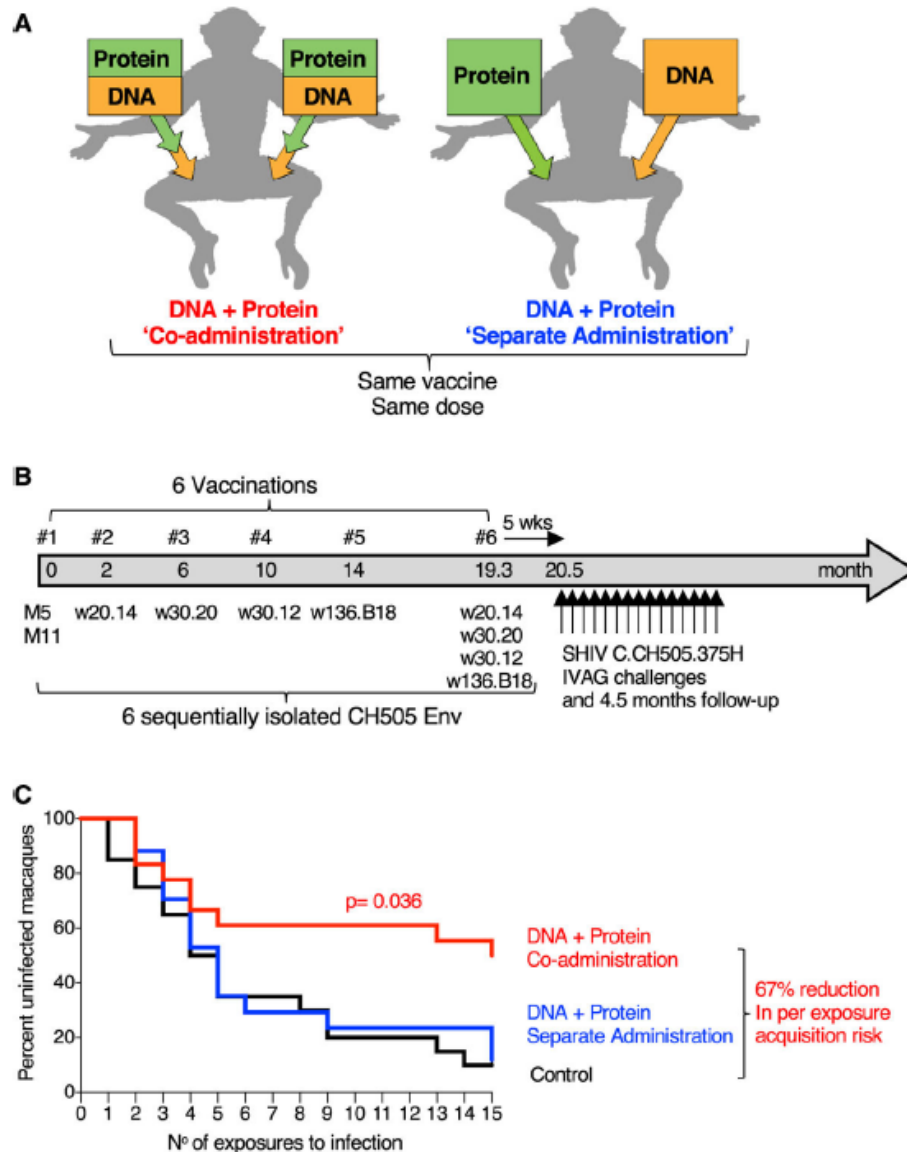 A
Protein
DNA
Protein
DNA
Protein
DNA
DNA + Protein
'Co-administration'
DNA + Protein
'Separate Administration'
Same vaccine
Same dose
B
6 Vaccinations
#1 #2 #3 #4 #5 #6 5 wks
0 2 6 10 14 19.3 20.5 month
M5 w20.14 w30.20 w30.12 w136.B18 w20.14
M11 w30.20
w30.12
w136.B18
SHIV C.CH505.375H
IVAG challenges
and 4.5 months follow-up
6 sequentially isolated CH505 Env
C
Percent uninfected macaques
100
80
60
40
20
0
0 1 2 3 4 5 6 7 8 9 10 11 12 13 14 15
Nº of exposures to infection
p= 0.036
DNA + Protein
Co-administration
DNA + Protein
Separate Administration
Control
67% reduction
In per exposure
acquisition risk